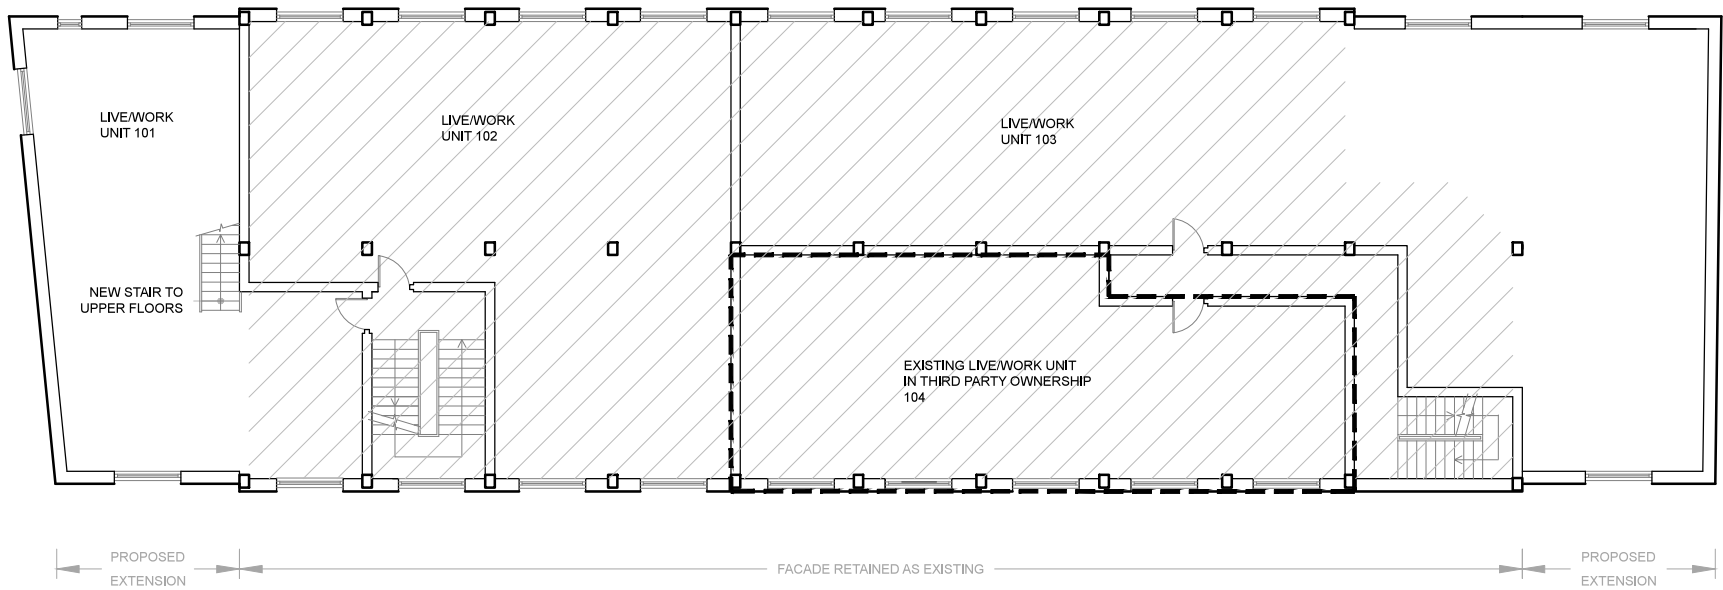 LIVE/WORK
UNIT 101
LIVE/WORK
UNIT 102
LIVE/WORK
UNIT 103
NEW STAIR TO
UPPER FLOORS
EXISTING LIVE/WORK UNIT
IN THIRD PARTY OWNERSHIP
104
PROPOSED
EXTENSION
FACADE RETAINED AS EXISTING
PROPOSED
EXTENSION